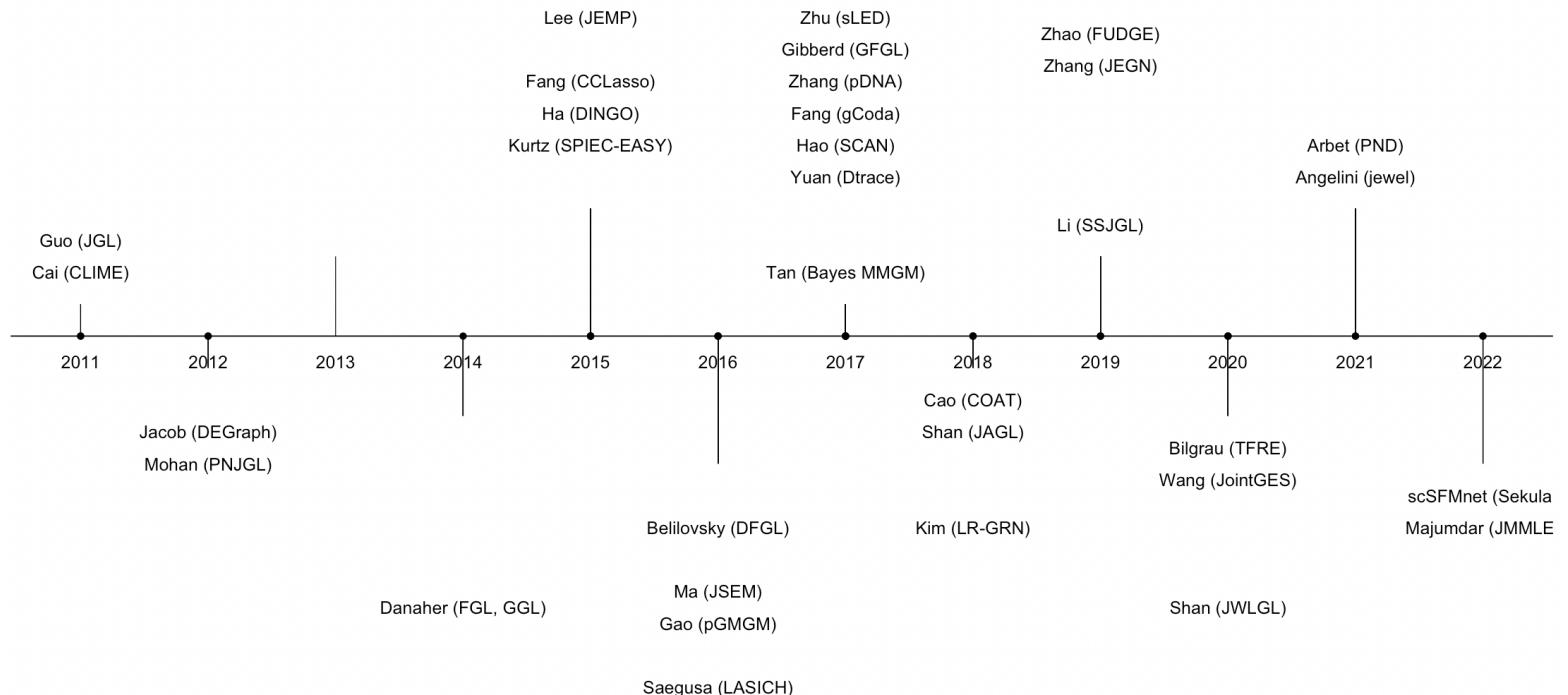 Lee (JEMP)
Zhu (sLED)
Zhao (FUDGE)
Gibberd (GFGL)
Zhang (JEGN)
Fang (CCLasso)
Zhang (pDNA)
Ha (DINGO)
Fang (gCoda)
Kurtz (SPIEC-EASY)
Hao (SCAN)
Arbet (PND)
Yuan (Dtrace)
Angelini (jewel)
Li (SSJGL)
Guo (JGL)
Cai (CLIME)
Tan (Bayes MMGM)
2011 2012 2013 2014 2015 2016 2017 2018 2019 2020 2021 2022
Cao (COAT)
Jacob (DEGraph)
Shan (JAGL)
Bilgrau (TFRE)
Mohan (PNJGL)
Wang (JointGES)
scSFMnet (Sekula
Belilovsky (DFGL)
Kim (LR-GRN)
Majumdar (JMMLE
Ma (JSEM)
Danaher (FGL, GGL)
Shan (JWLGL)
Gao (pGMGM)
Saegusa (LASICH)